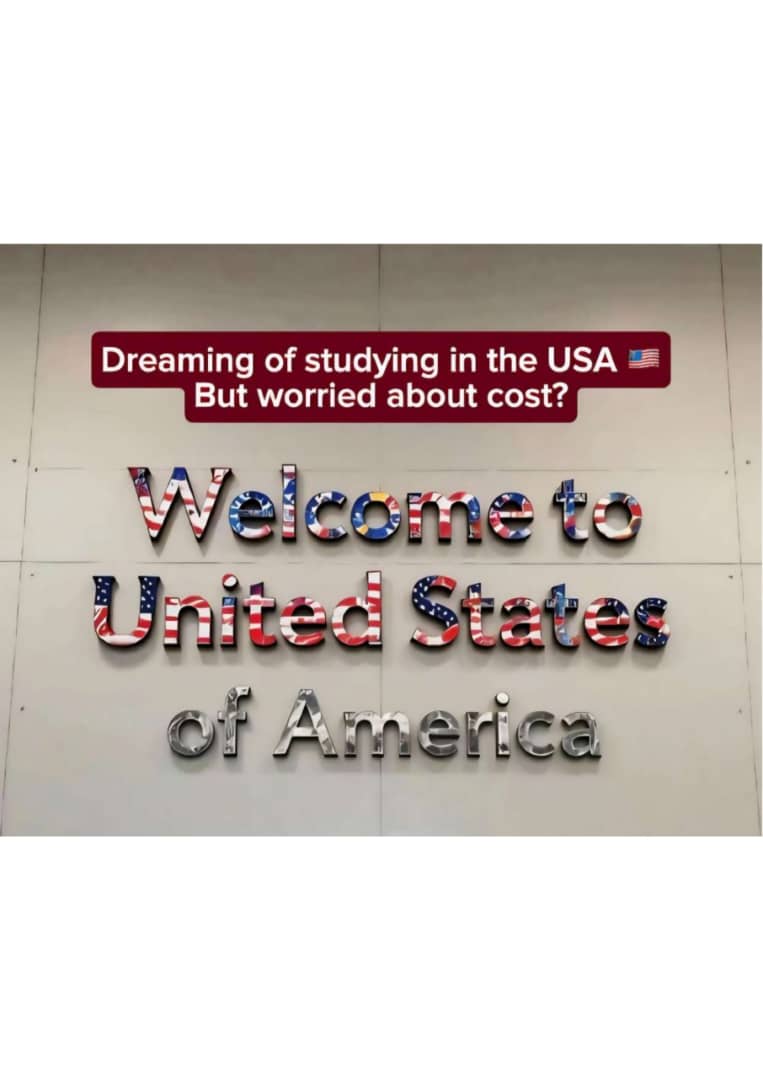 Dreaming of studying in the USA 🇺🇸
But worried about cost?
Welcome to
United States
of America